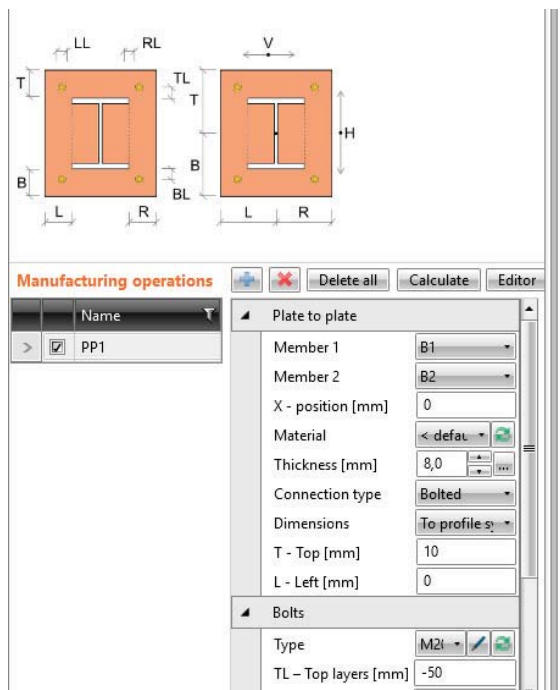 LL RL V
T TL T
T
H
B B
BL
L R L R
Manufacturing operations Delete all Calculate Editor
Name
PP1
Plate to plate
Member 1 B1
Member 2 B2
X - position [mm] 0
Material < defau
Thickness [mm] 8,0 ...
Connection type Bolted
Dimensions To profile sy
T - Top [mm] 10
L - Left [mm] 0
Bolts
Type M20
TL – Top layers [mm] -50